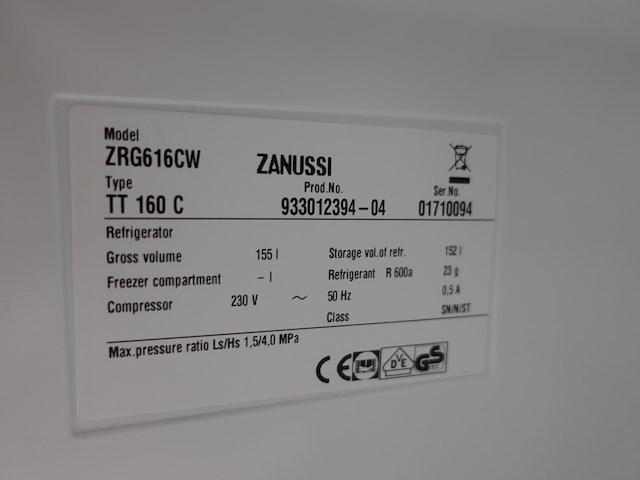 Model
ZRG616CW ZANUSSI
Type Prod.No. Ser.No.
TT 160 C 933012394-04 01710094
Refrigerator
Gross volume 155 l Storage vol.of refr. 152 l
Freezer compartment - l Refrigerant R 600a 23 g
Compressor 230 V ~ 50 Hz 0,5 A
Class SN/N/ST
Max.pressure ratio Ls/Hs 1,5/4,0 MPa
CE VDE GS